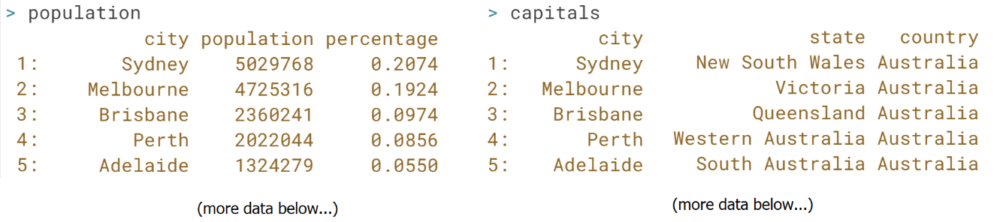 > population
city population percentage
1: Sydney 5029768 0.2074
2: Melbourne 4725316 0.1924
3: Brisbane 2360241 0.0974
4: Perth 2022044 0.0856
5: Adelaide 1324279 0.0550
(more data below...)
> capitals
city state country
1: Sydney New South Wales Australia
2: Melbourne Victoria Australia
3: Brisbane Queensland Australia
4: Perth Western Australia Australia
5: Adelaide South Australia Australia
(more data below...)